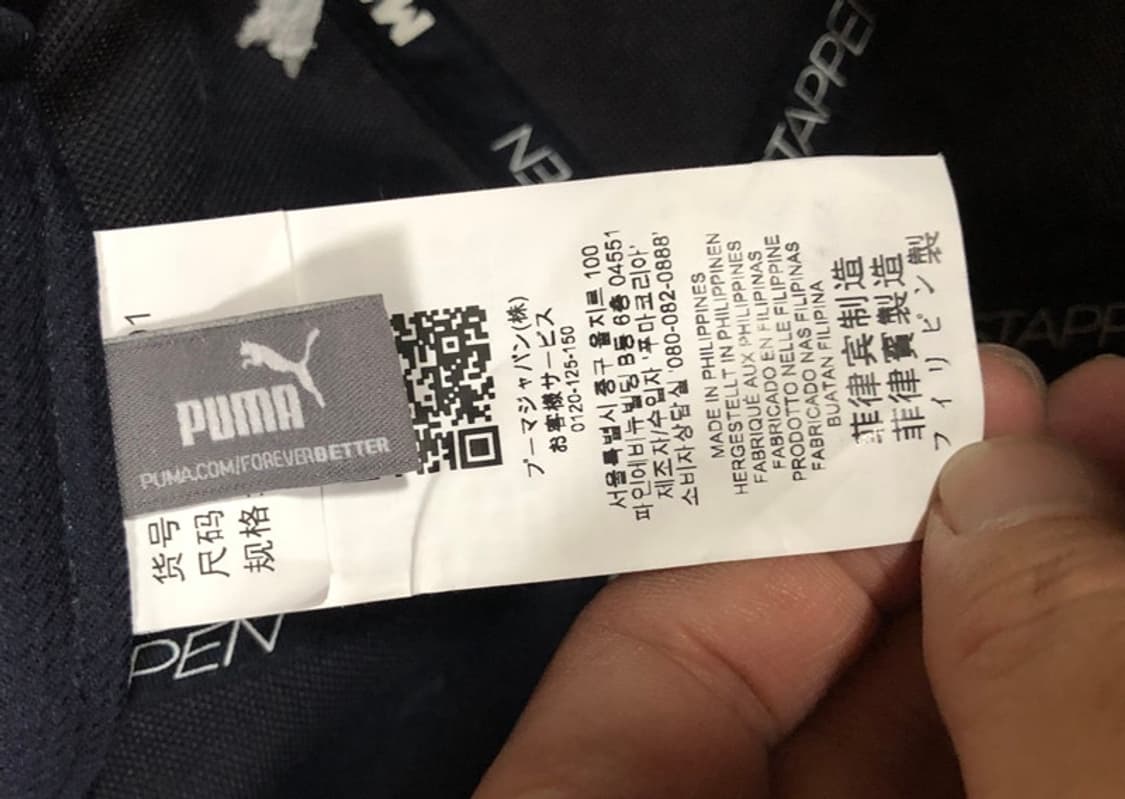 PUMA
PUMA.COM/FOREVERBETTER
货号
尺码
规格
プーマジャパン(株)
お客様サービス
0120-125-150
서울특별시 중구 을지로 100
파인에비뉴빌딩 B동 6층 04551
제조자/수입자 '푸마코리아'
소비자상담실 '080-082-0888'
MADE IN PHILIPPINES
HERGESTELLT IN PHILIPPINEN
FABRIQUÉ AUX PHILIPPINES
FABRICADO EN FILIPINAS
PRODOTTO NELLE FILIPPINE
FABRICADO NAS FILIPINAS
BUATAN FILIPINA
菲律宾制造
菲律賓製造
フィリピン製
TAPPEN
STAPP
PPEN